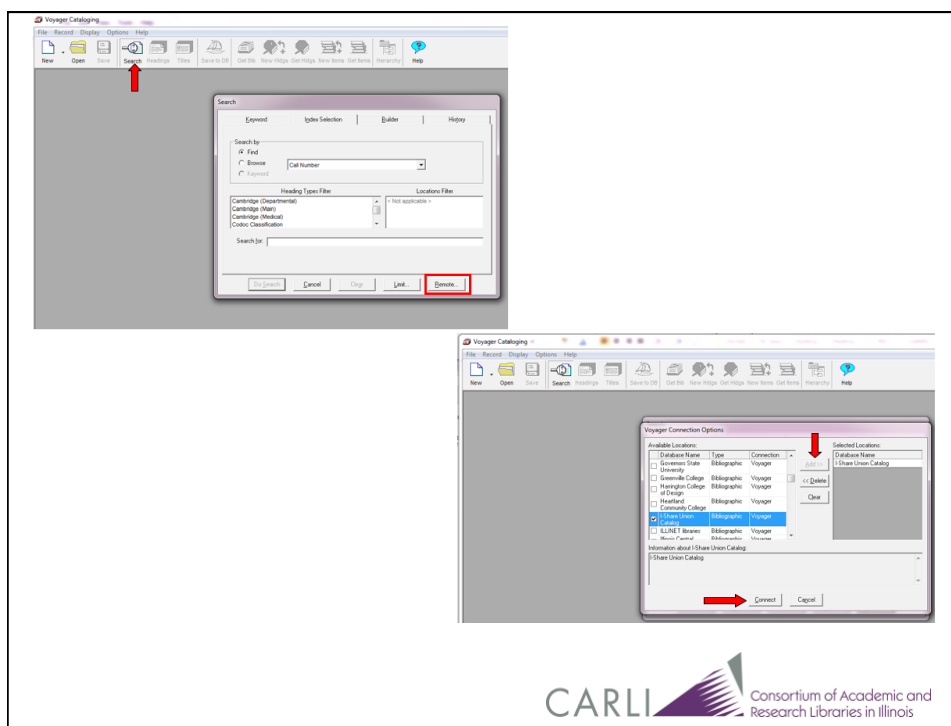 Voyager Cataloging
File Record Display Options Help
New Open Save Search Headings Titles Save to DB Get Bib New Hldgs Get Hldgs New Items Get Items Hierarchy Help
Search
Keyword Index Selection Builder History
Search by
Find
Browse Call Number
Keyword
Heading Types Filter Locations Filter
Cambridge (Departmental) < Not applicable >
Cambridge (Main)
Cambridge (Medical)
Codoc Classification
Search for:
Do Search Cancel Clear Limit... Remote...
Voyager Cataloging
File Record Display Options Help
New Open Save Search Headings Titles Save to DB Get Bib New Hldgs Get Hldgs New Items Get Items Hierarchy Help
Voyager Connection Options
Available Locations: Selected Locations:
Database Name Type Connection Add >> Database Name
Governors State University Bibliographic Voyager I-Share Union Catalog
Greenville College Bibliographic Voyager << Delete
Harrington College of Design Bibliographic Voyager
Clear
Heartland Community College Bibliographic Voyager
I-Share Union Catalog Bibliographic Voyager
ILLINET libraries Bibliographic Voyager
Illinois Central Bibliographic Voyager
Information about I-Share Union Catalog:
I-Share Union Catalog
Connect Cancel
CARLI Consortium of Academic and
Research Libraries in Illinois